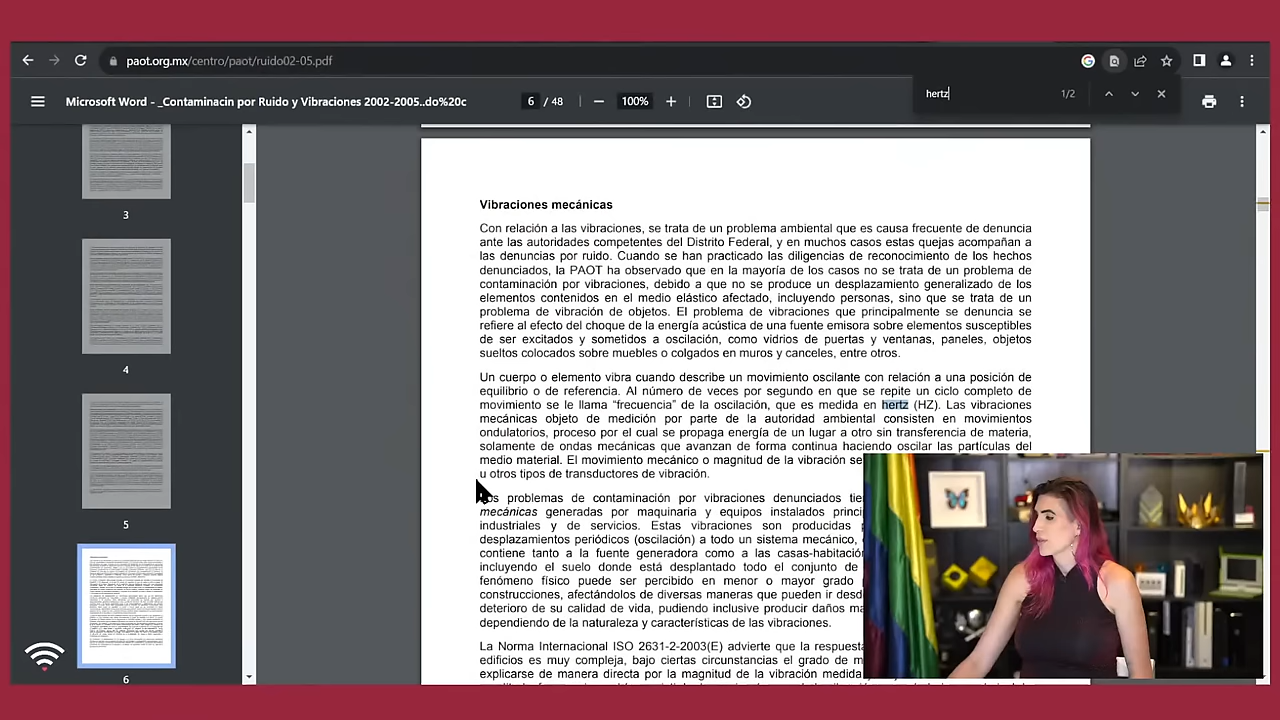 paot.org.mx/centro/paot/ruido02-05.pdf
Microsoft Word - _Contaminacin por Ruido y Vibraciones 2002-2005..do%20c
6 / 48
100%
hertz
1/2
3
4
5
6
Vibraciones mecánicas
Con relación a las vibraciones, se trata de un problema ambiental que es causa frecuente de denuncia
ante las autoridades competentes del Distrito Federal, y en muchos casos estas quejas acompañan a
las denuncias por ruido. Cuando se han practicado las diligencias de reconocimiento de los hechos
denunciados, la PAOT ha observado que en la mayoría de los casos no se trata de un problema de
contaminación por vibraciones, debido a que no se produce un desplazamiento generalizado de los
elementos contenidos en el medio elástico afectado, incluyendo personas, sino que se trata de un
problema de vibración de objetos. El problema de vibraciones que principalmente se denuncia se
refiere al efecto del choque de la energía acústica de una fuente emisora sobre elementos susceptibles
de ser excitados y sometidos a oscilación, como vidrios de puertas y ventanas, paneles, objetos
sueltos colocados sobre muebles o colgados en muros y canceles, entre otros.
Un cuerpo o elemento vibra cuando describe un movimiento oscilante con relación a una posición de
equilibrio o de referencia. Al número de veces por segundo en que se repite un ciclo completo de
movimiento se le llama “frecuencia” de la oscilación, que es medida en hertz (HZ). Las vibraciones
mecánicas objeto de medición por parte de la autoridad ambiental consisten en movimientos
ondulatorios, proceso por el cual se propaga energía de un lugar a otro sin transferencia de materia,
solamente de ondas mecánicas que avanzan de forma continua haciendo oscilar las partículas del
medio material. El movimiento mecánico o magnitud de la vibración se
u otros tipos de transductores de vibración.
problemas de contaminación por vibraciones denunciados
mecánicas generadas por maquinaria y equipos instalados
industriales y de servicios. Estas vibraciones son producidas
desplazamientos periódicos (oscilación) a todo un sistema mecánico,
contiene tanto a la fuente generadora como a las casas-habitación
incluyendo el suelo donde está desplantado todo el conjunto de
fenómeno físico puede ser percibido en menor o
construcciones, afectándolos de diversas maneras que
deterioro de su calidad de vida, pudiendo inclusive producir daños
dependiendo de la naturaleza y características de las
La Norma Internacional ISO 2631-2-2003(E) advierte que la
edificios es muy compleja, bajo ciertas circunstancias el grado de
explicarse de manera directa por la magnitud de la vibración